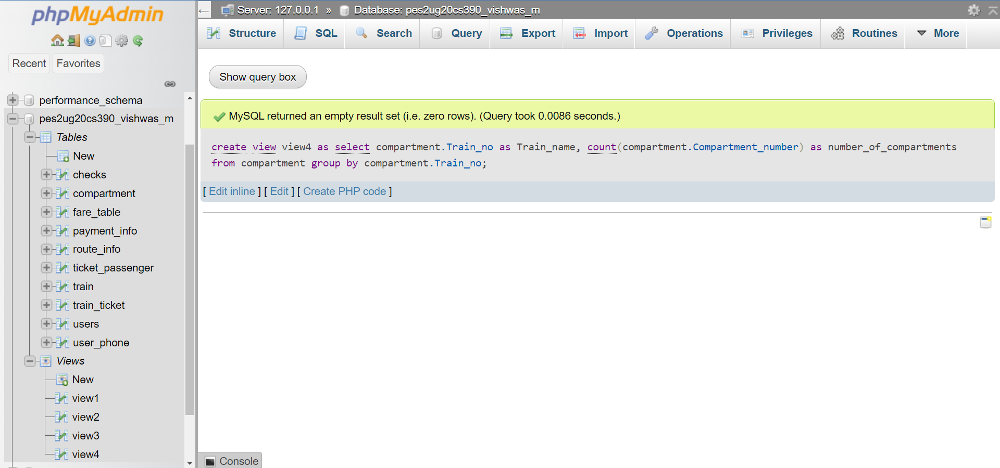 phpMyAdmin
Recent Favorites
performance_schema
pes2ug20cs390_vishwas_m
Tables
New
checks
compartment
fare_table
payment_info
route_info
ticket_passenger
train
train_ticket
users
user_phone
Views
New
view1
view2
view3
view4
Server: 127.0.0.1 » Database: pes2ug20cs390_vishwas_m
Structure SQL Search Query Export Import Operations Privileges Routines More
Show query box
MySQL returned an empty result set (i.e. zero rows). (Query took 0.0086 seconds.)
create view view4 as select compartment.Train_no as Train_name, count(compartment.Compartment_number) as number_of_compartments
from compartment group by compartment.Train_no;
[ Edit inline ] [ Edit ] [ Create PHP code ]
Console